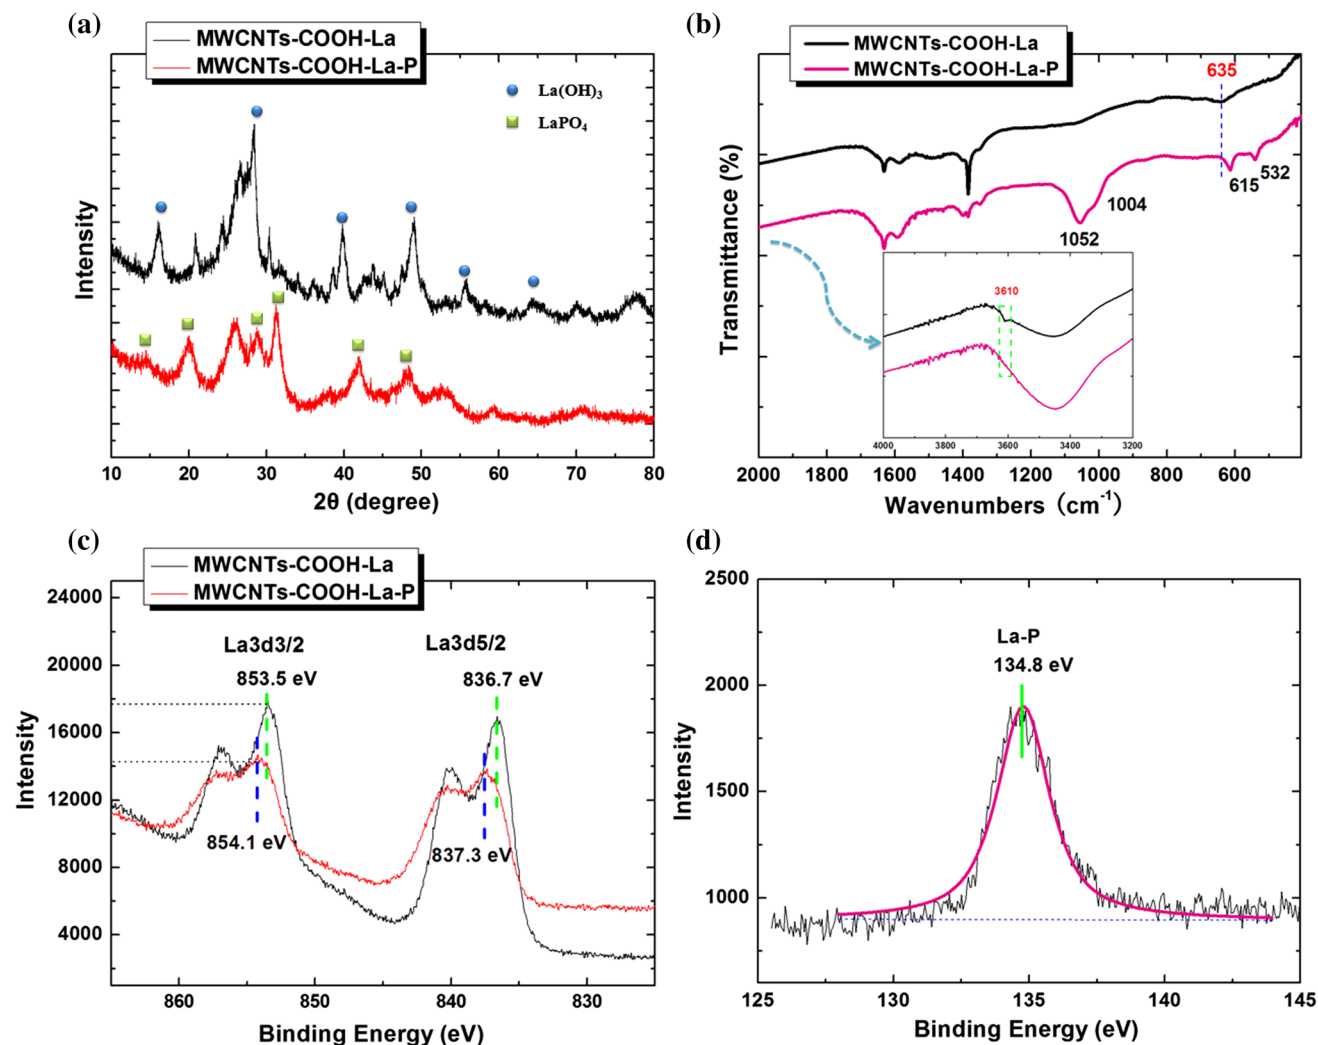 (a)
MWCNTs-COOH-La
MWCNTs-COOH-La-P
La(OH)₃
LaPO₄
Intensity
10 20 30 40 50 60 70 80
2θ (degree)
(b)
MWCNTs-COOH-La
MWCNTs-COOH-La-P
635
615
532
1004
1052
3610
4000 3800 3600 3400 3200
Transmittance (%)
2000 1800 1600 1400 1200 1000 800 600
Wavenumbers (cm⁻¹)
(c)
MWCNTs-COOH-La
MWCNTs-COOH-La-P
24000
20000
16000
12000
8000
4000
La3d3/2
853.5 eV
La3d5/2
836.7 eV
854.1 eV
837.3 eV
Intensity
860 850 840 830
Binding Energy (eV)
(d)
2500
2000
1500
1000
La-P
134.8 eV
Intensity
125 130 135 140 145
Binding Energy (eV)